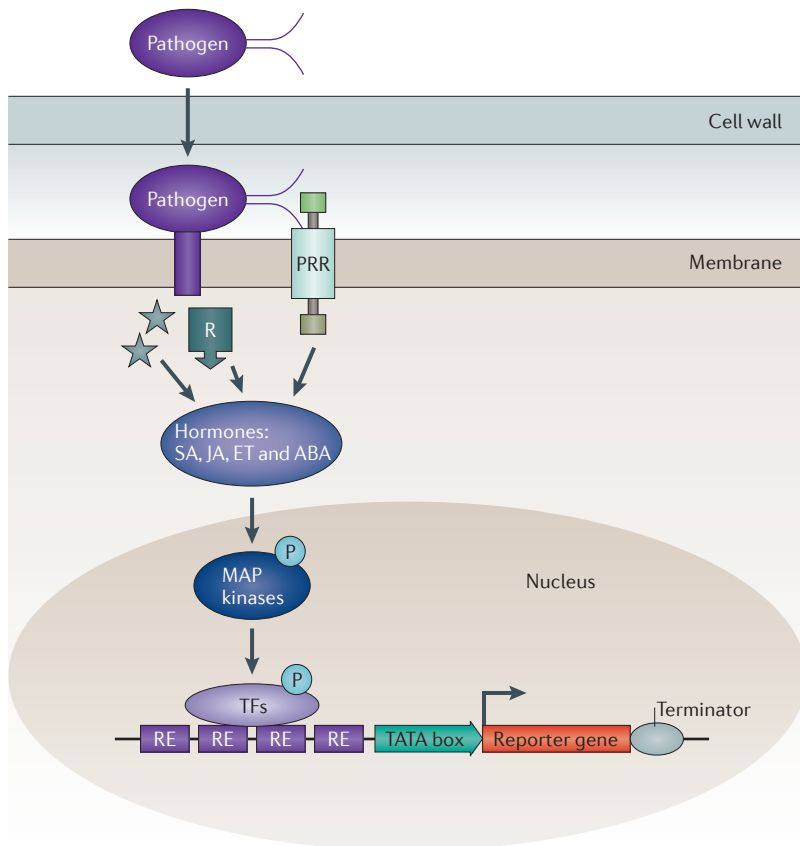 Pathogen
Cell wall
Pathogen
PRR
Membrane
R
Hormones:
SA, JA, ET and ABA
P
MAP
kinases
Nucleus
P
TFs
Terminator
RE RE RE RE TATA box Reporter gene